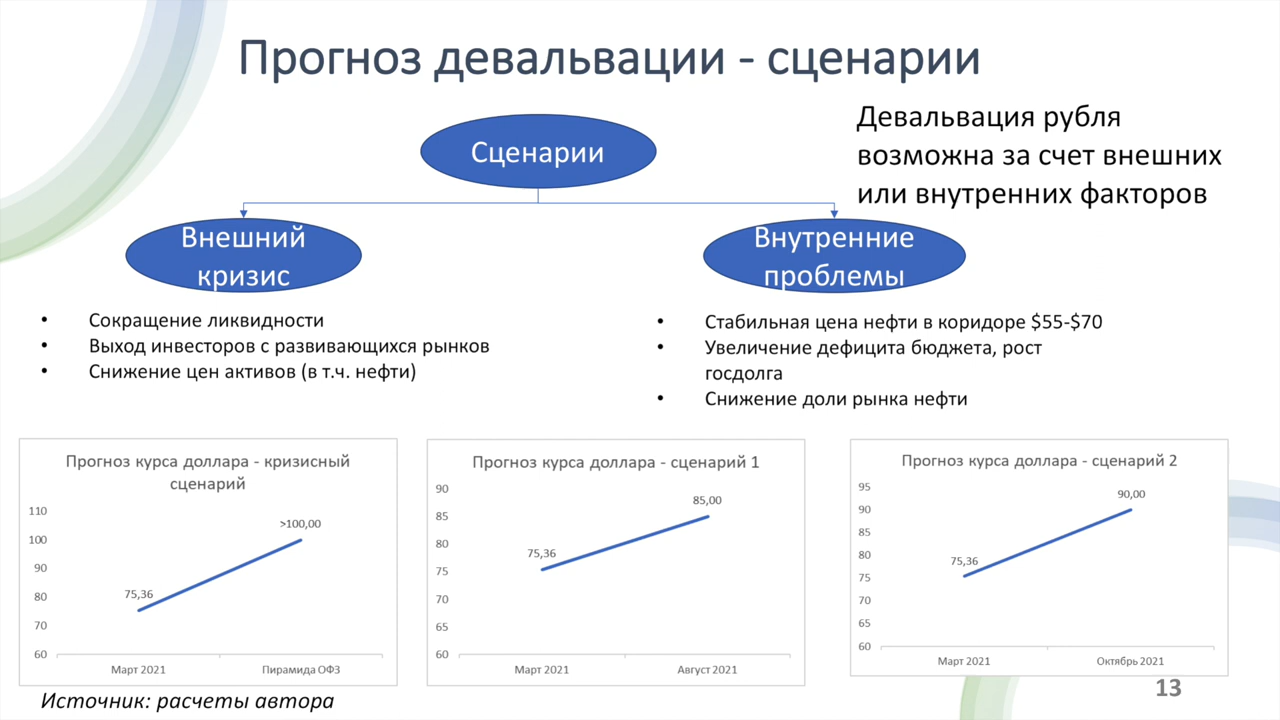 Прогноз девальвации - сценарии
Сценарии
Девальвация рубля
возможна за счет внешних
или внутренних факторов
Внешний
кризис
• Сокращение ликвидности
• Выход инвесторов с развивающихся рынков
• Снижение цен активов (в т.ч. нефти)
Внутренние
проблемы
• Стабильная цена нефти в коридоре $55-$70
• Увеличение дефицита бюджета, рост
госдолга
• Снижение доли рынка нефти
Прогноз курса доллара - кризисный
сценарий
110
100
90
80
70
60
75,36
>100,00
Март 2021
Пирамида ОФЗ
Прогноз курса доллара - сценарий 1
90
85
80
75
70
65
60
75,36
85,00
Март 2021
Август 2021
Прогноз курса доллара - сценарий 2
95
90
85
80
75
70
65
60
75,36
90,00
Март 2021
Октябрь 2021
Источник: расчеты автора
13